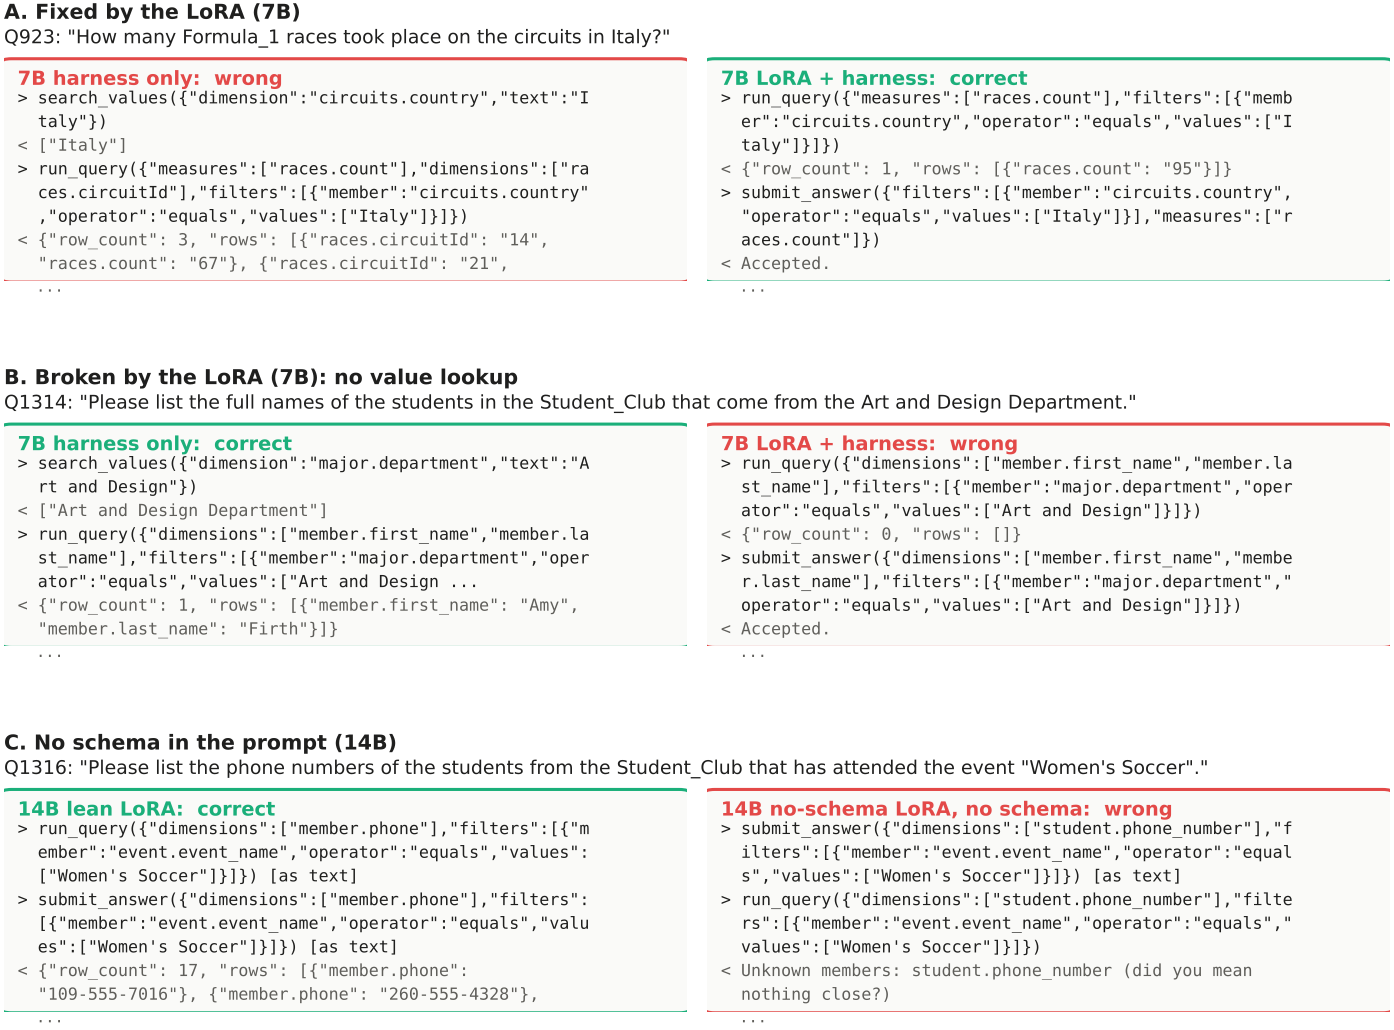 A. Fixed by the LoRA (7B)
Q923: "How many Formula_1 races took place on the circuits in Italy?"
7B harness only:  wrong
> search_values({"dimension":"circuits.country","text":"I
taly"})
< ["Italy"]
> run_query({"measures":["races.count"],"dimensions":["ra
ces.circuitId"],"filters":[{"member":"circuits.country"
,"operator":"equals","values":["Italy"]}]})
< {"row_count": 3, "rows": [{"races.circuitId": "14",
"races.count": "67"}, {"races.circuitId": "21",
...
7B LoRA + harness:  correct
> run_query({"measures":["races.count"],"filters":[{"memb
er":"circuits.country","operator":"equals","values":["I
taly"]}]})
< {"row_count": 1, "rows": [{"races.count": "95"}]}
> submit_answer({"filters":[{"member":"circuits.country",
"operator":"equals","values":["Italy"]}],"measures":["r
aces.count"]})
< Accepted.
...
B. Broken by the LoRA (7B): no value lookup
Q1314: "Please list the full names of the students in the Student_Club that come from the Art and Design Department."
7B harness only:  correct
> search_values({"dimension":"major.department","text":"A
rt and Design"})
< ["Art and Design Department"]
> run_query({"dimensions":["member.first_name","member.la
st_name"],"filters":[{"member":"major.department","oper
ator":"equals","values":["Art and Design ...
< {"row_count": 1, "rows": [{"member.first_name": "Amy",
"member.last_name": "Firth"}]}
...
7B LoRA + harness:  wrong
> run_query({"dimensions":["member.first_name","member.la
st_name"],"filters":[{"member":"major.department","oper
ator":"equals","values":["Art and Design"]}]})
< {"row_count": 0, "rows": []}
> submit_answer({"dimensions":["member.first_name","membe
r.last_name"],"filters":[{"member":"major.department","
operator":"equals","values":["Art and Design"]}]})
< Accepted.
...
C. No schema in the prompt (14B)
Q1316: "Please list the phone numbers of the students from the Student_Club that has attended the event "Women's Soccer"."
14B lean LoRA:  correct
> run_query({"dimensions":["member.phone"],"filters":[{"m
ember":"event.event_name","operator":"equals","values":
["Women's Soccer"]}]}) [as text]
> submit_answer({"dimensions":["member.phone"],"filters":
[{"member":"event.event_name","operator":"equals","valu
es":["Women's Soccer"]}]}) [as text]
< {"row_count": 17, "rows": [{"member.phone":
"109-555-7016"}, {"member.phone": "260-555-4328"},
...
14B no-schema LoRA, no schema:  wrong
> submit_answer({"dimensions":["student.phone_number"],"f
ilters":[{"member":"event.event_name","operator":"equal
s","values":["Women's Soccer"]}]}) [as text]
> run_query({"dimensions":["student.phone_number"],"filte
rs":[{"member":"event.event_name","operator":"equals","
values":["Women's Soccer"]}]})
< Unknown members: student.phone_number (did you mean
nothing close?)
...